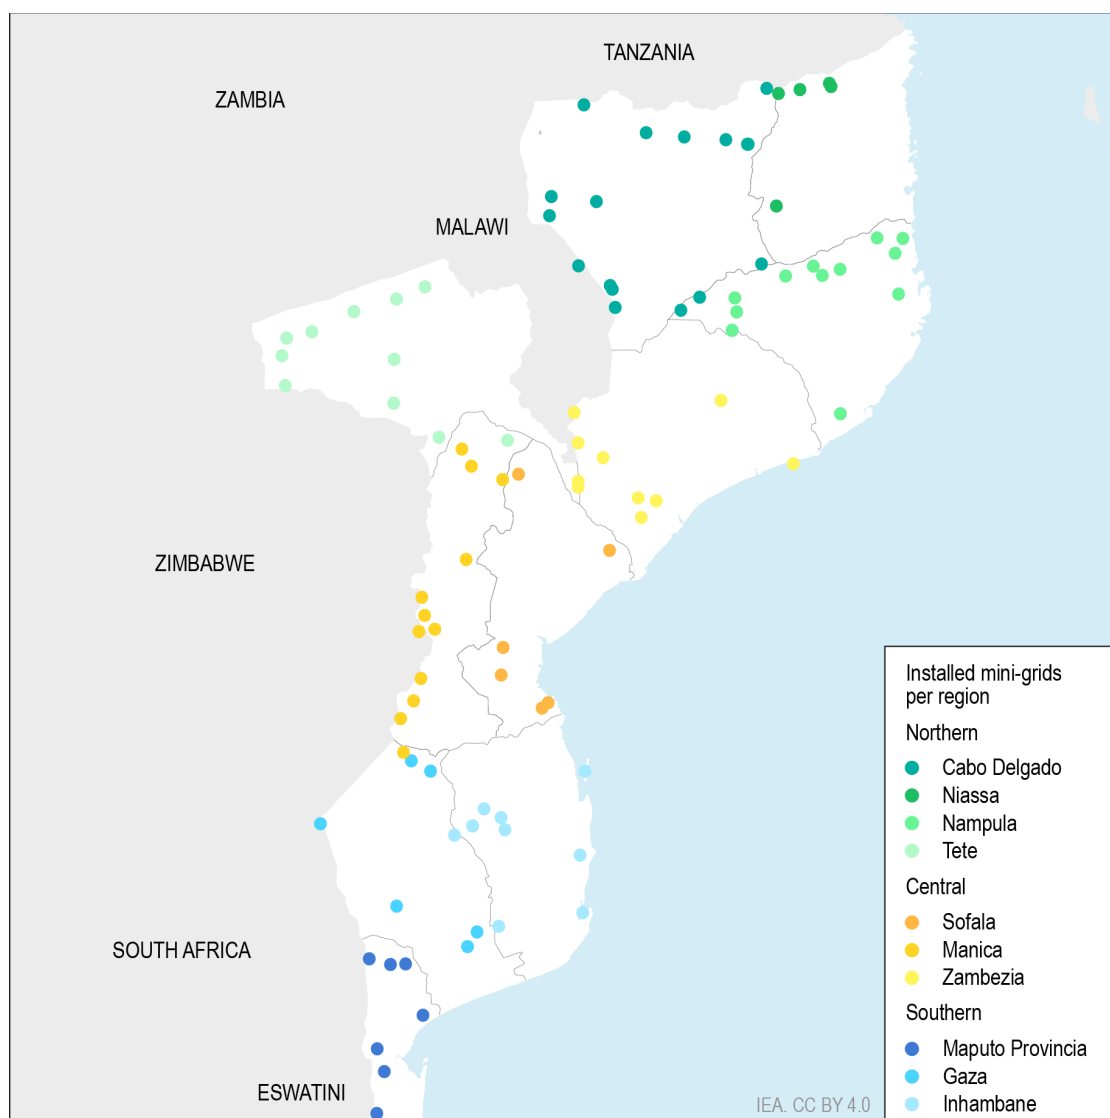 TANZANIA
ZAMBIA
MALAWI
ZIMBABWE
SOUTH AFRICA
ESWATINI
Installed mini-grids
per region
Northern
Cabo Delgado
Niassa
Nampula
Tete
Central
Sofala
Manica
Zambezia
Southern
Maputo Provincia
Gaza
Inhambane
IEA. CC BY 4.0